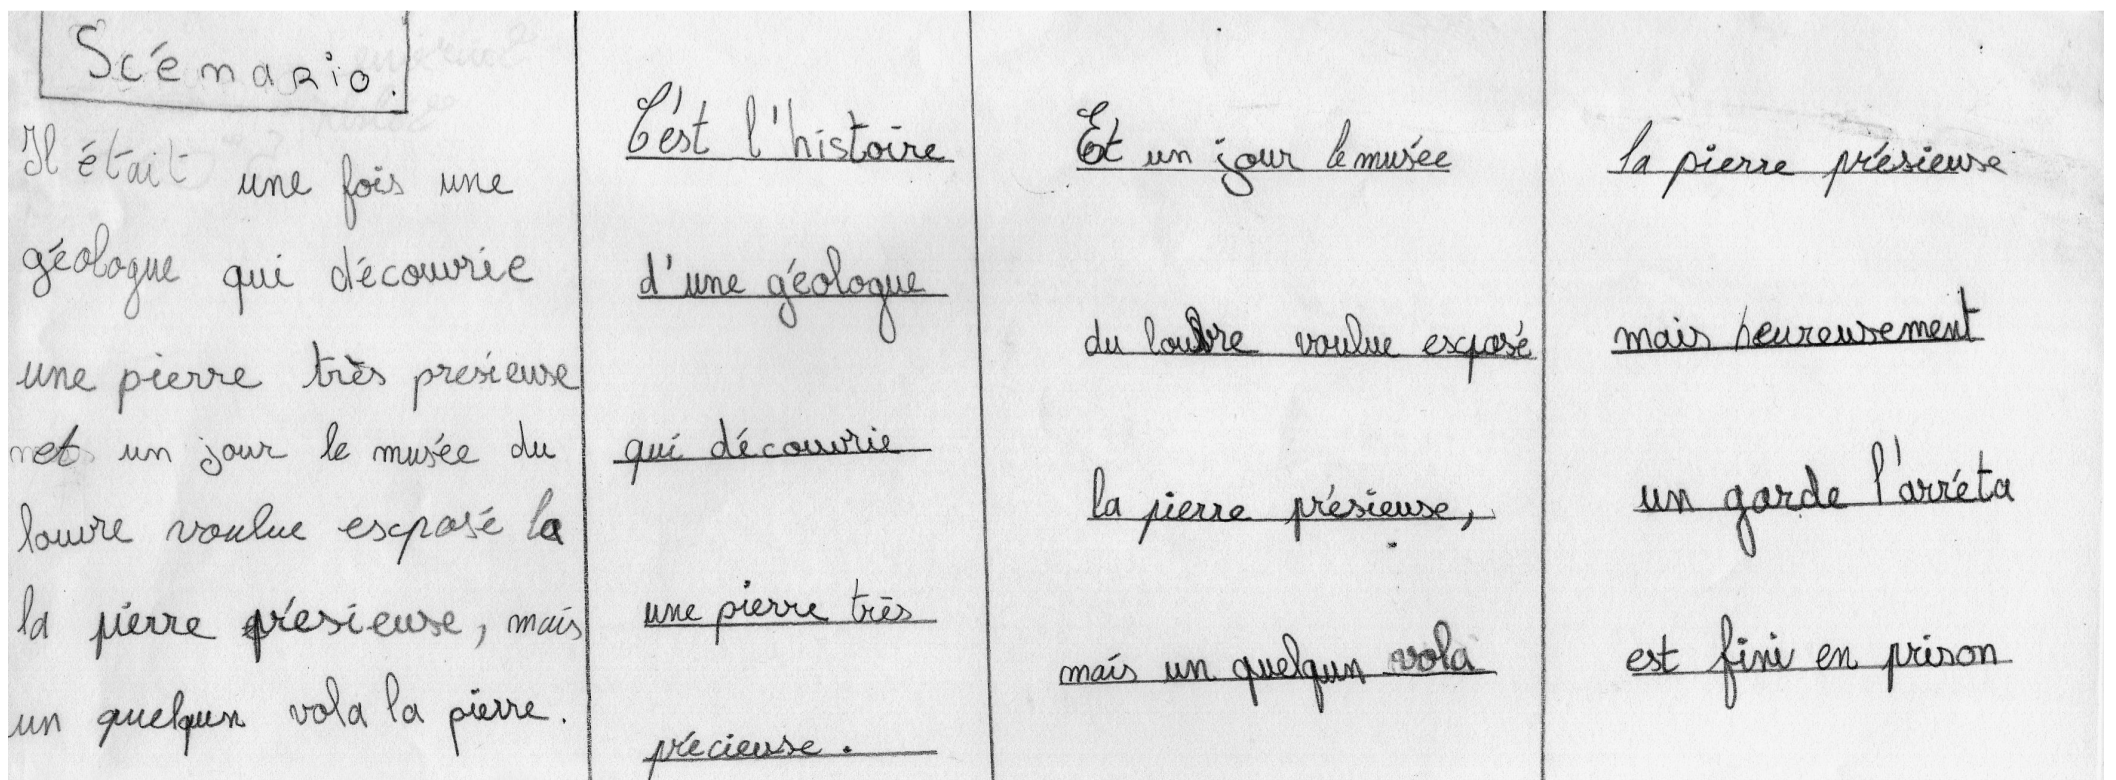 Scénario.
Il était une fois une
géologue qui découvrie
une pierre très presieuse
et un jour le musée du
louvre voulue exposé la
la pierre présieuse, mais
un quelqun vola la pierre.
C'est l'histoire
d'une géologue
qui découvrie
une pierre très
précieuse.
Et un jour le musée
du louvre voulue exposé
la pierre présieuse,
mais un quelqun vola
la pierre présieuse
mais heureusement
un garde l'arréta
est fini en prison